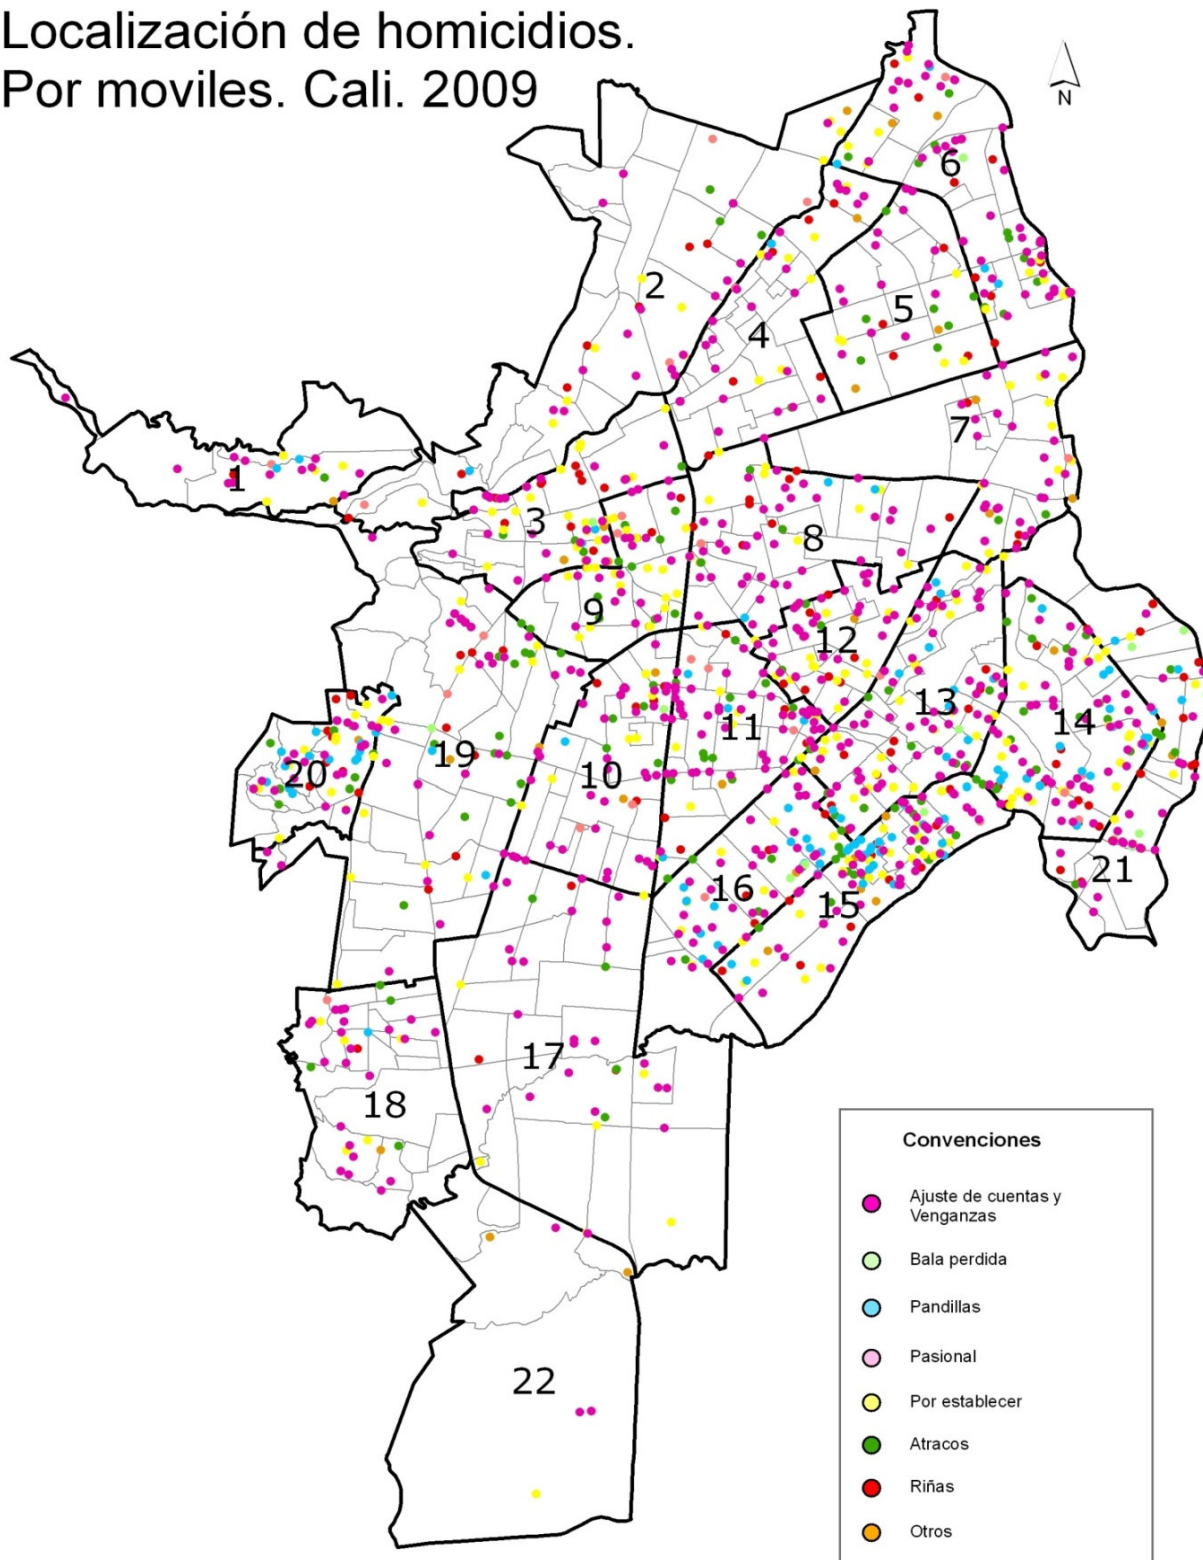 Localización de homicidios.
Por moviles. Cali. 2009
N
6
2
5
4
7
1
3
8
9
12
13
14
11
19
10
20
21
16
15
17
18
22
Convenciones
Ajuste de cuentas y
Venganzas
Bala perdida
Pandillas
Pasional
Por establecer
Atracos
Riñas
Otros